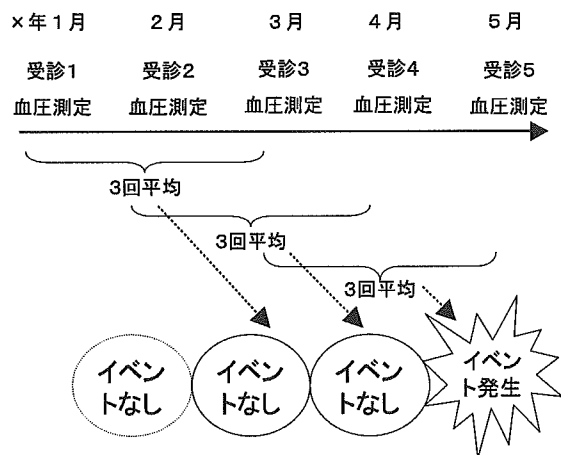 ×年1月 2月 3月 4月 5月
受診1 受診2 受診3 受診4 受診5
血圧測定 血圧測定 血圧測定 血圧測定 血圧測定
3回平均
3回平均
3回平均
イベン イベン イベン イベン
トなし トなし トなし ト発生